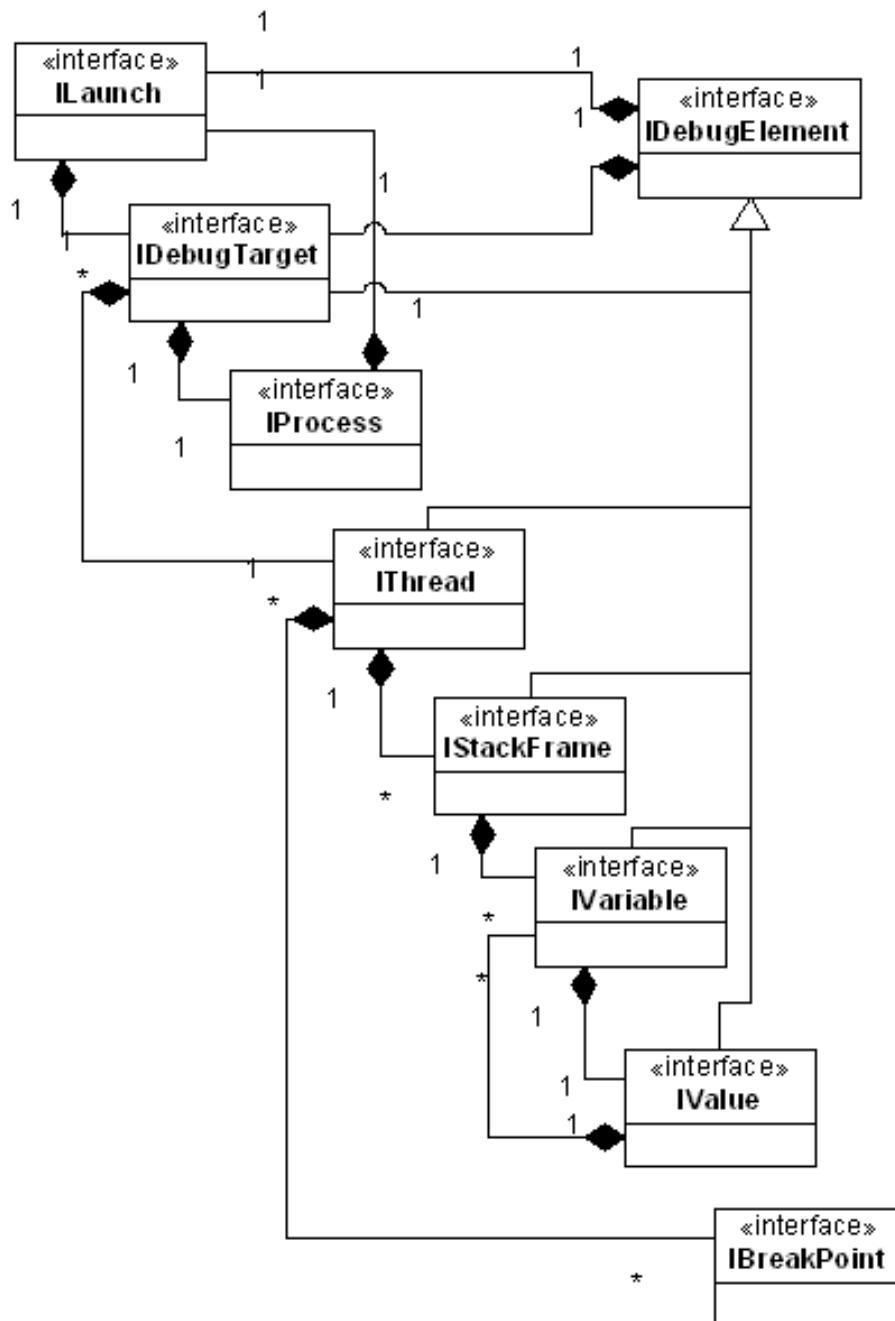 1
«interface»
ILaunch
1
1
1
«interface»
IDebugElement
1
1
1
«interface»
IDebugTarget
1
*
1
1
«interface»
IProcess
1
1
«interface»
IThread
*
1
«interface»
IStackFrame
*
1
«interface»
IVariable
*
*
1
1
1
«interface»
IValue
«interface»
IBreakPoint
*